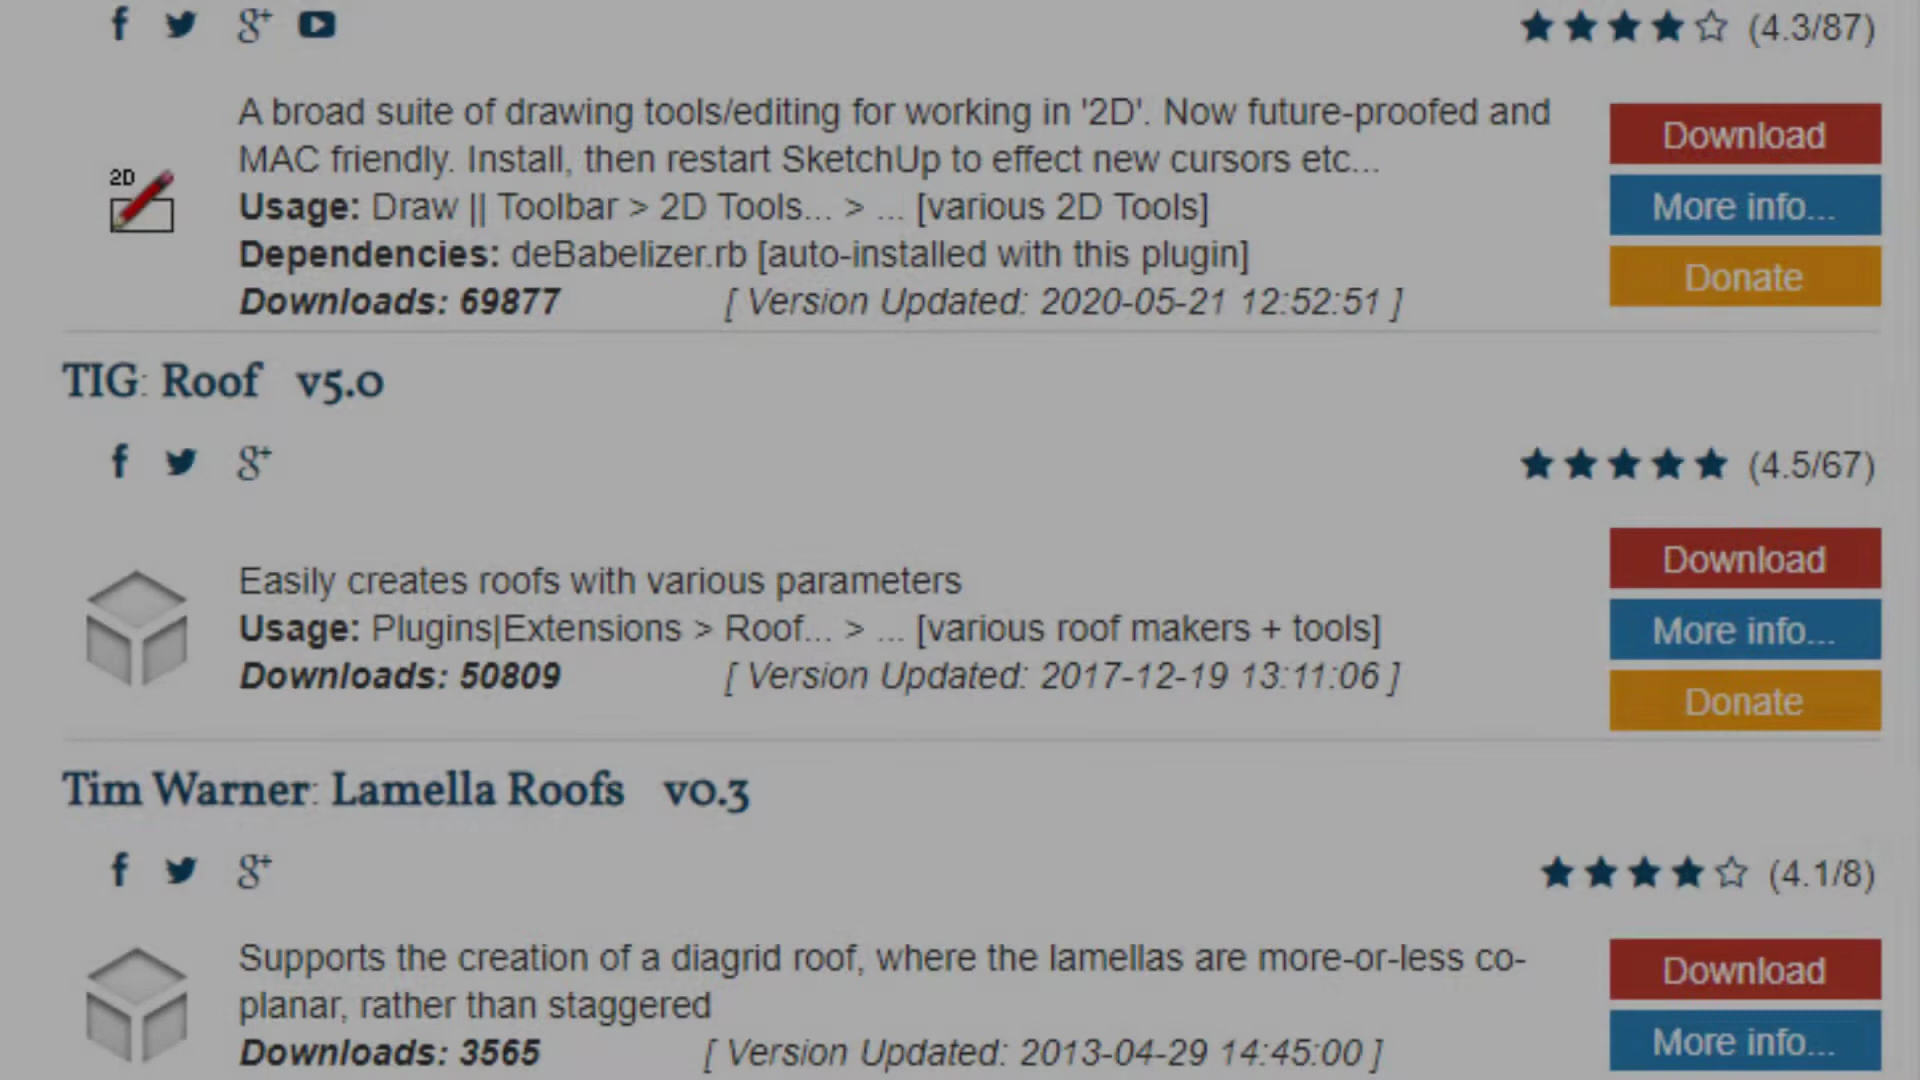 (4.3/87)
A broad suite of drawing tools/editing for working in '2D'. Now future-proofed and
MAC friendly. Install, then restart SketchUp to effect new cursors etc...
Usage: Draw || Toolbar > 2D Tools... > ... [various 2D Tools]
Dependencies: deBabelizer.rb [auto-installed with this plugin]
Downloads: 69877 [ Version Updated: 2020-05-21 12:52:51 ]
2D
Download
More info...
Donate
TIG: Roof v5.0
(4.5/67)
Easily creates roofs with various parameters
Usage: Plugins|Extensions > Roof... > ... [various roof makers + tools]
Downloads: 50809 [ Version Updated: 2017-12-19 13:11:06 ]
Download
More info...
Donate
Tim Warner: Lamella Roofs v0.3
(4.1/8)
Supports the creation of a diagrid roof, where the lamellas are more-or-less co-
planar, rather than staggered
Downloads: 3565 [ Version Updated: 2013-04-29 14:45:00 ]
Download
More info...